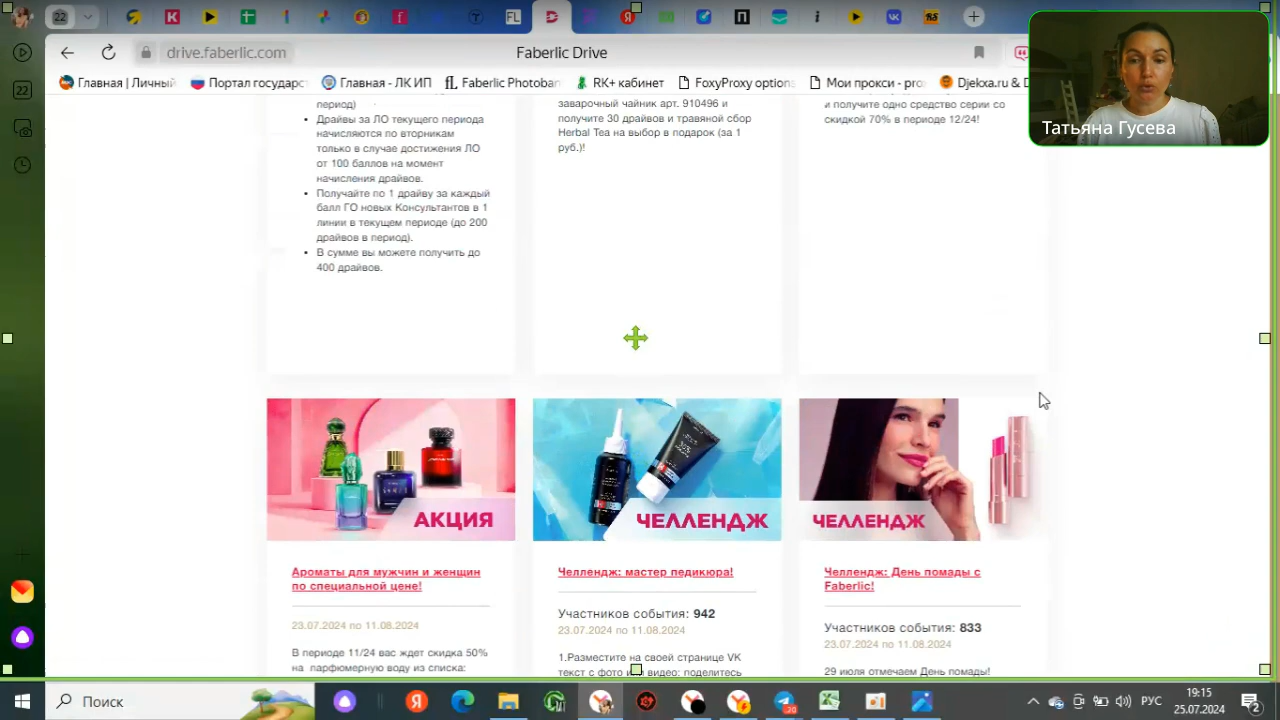 22
FL
drive.faberlic.com
Faberlic Drive
Главная | Личный
Портал государс
Главная - ЛК ИП
Faberlic Photoban
RK+ кабинет
FoxyProxy options
Мои прокси - pro
Djekxa.ru & D
Татьяна Гусева
22
период)
Драйвы за ЛО текущего периода
начисляются по вторникам
только в случае достижения ЛО
от 100 баллов на момент
начисления драйвов.
Получайте по 1 драйву за каждый
балл ГО новых Консультантов в 1
линии в текущем периоде (до 200
драйвов в период).
В сумме вы можете получить до
400 драйвов.
заварочный чайник арт. 910496 и
получите 30 драйвов и травяной сбор
Herbal Tea на выбор в подарок (за 1
руб.)!
и получите одно средство серии со
скидкой 70% в периоде 12/24!
АКЦИЯ
Ароматы для мужчин и женщин
по специальной цене!
23.07.2024 по 11.08.2024
В периоде 11/24 вас ждет скидка 50%
на парфюмерную воду из списка:
ЧЕЛЛЕНДЖ
Челлендж: мастер педикюра!
Участников события: 942
23.07.2024 по 11.08.2024
1.Разместите на своей странице VK
текст с фото или видео: поделитесь
ЧЕЛЛЕНДЖ
Челлендж: День помады с
Faberlic!
Участников события: 833
23.07.2024 по 11.08.2024
29 июля отмечаем День помады!
Поиск
РУС
19:15
25.07.2024
2